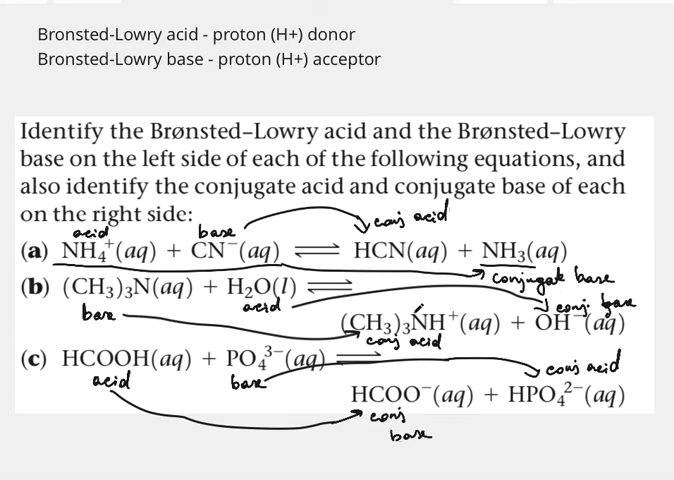 Bronsted-Lowry acid - proton (H+) donor
Bronsted-Lowry base - proton (H+) acceptor
Identify the Brønsted–Lowry acid and the Brønsted–Lowry
base on the left side of each of the following equations, and
also identify the conjugate acid and conjugate base of each
on the right side:
acid base conj acid
(a) NH₄⁺(aq) + CN⁻(aq) ⇌ HCN(aq) + NH₃(aq)
conjugate base
(b) (CH₃)₃N(aq) + H₂O(l) ⇌
base acid conj. base
(CH₃)₃NH⁺(aq) + OH⁻(aq)
conj acid
(c) HCOOH(aq) + PO₄³⁻(aq) ⇌
acid base conj acid
HCOO⁻(aq) + HPO₄²⁻(aq)
conj
base